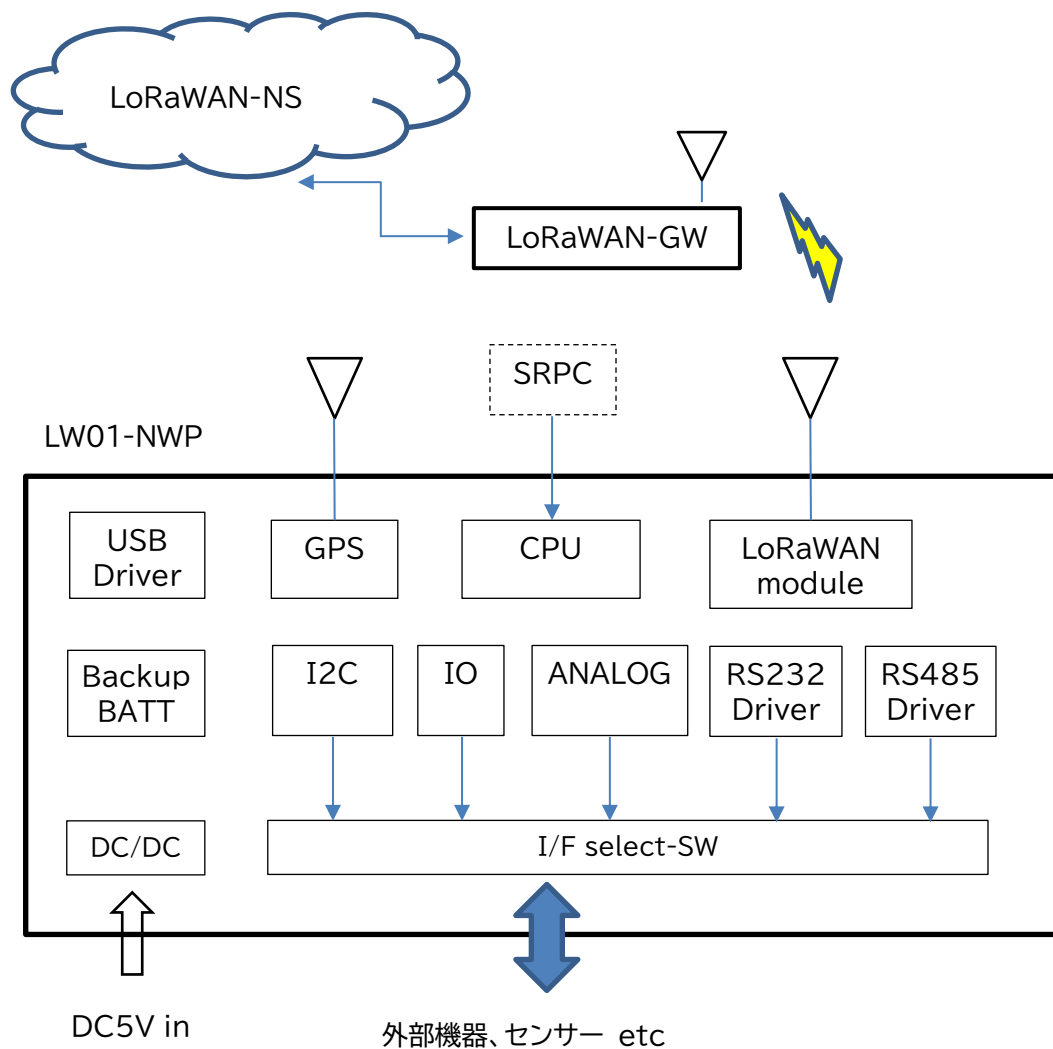 LoRaWAN-NS
LoRaWAN-GW
SRPC
LW01-NWP
USB
Driver
GPS
CPU
LoRaWAN
module
Backup
BATT
I2C
IO
ANALOG
RS232
Driver
RS485
Driver
DC/DC
I/F select-SW
DC5V in
外部機器、センサー etc